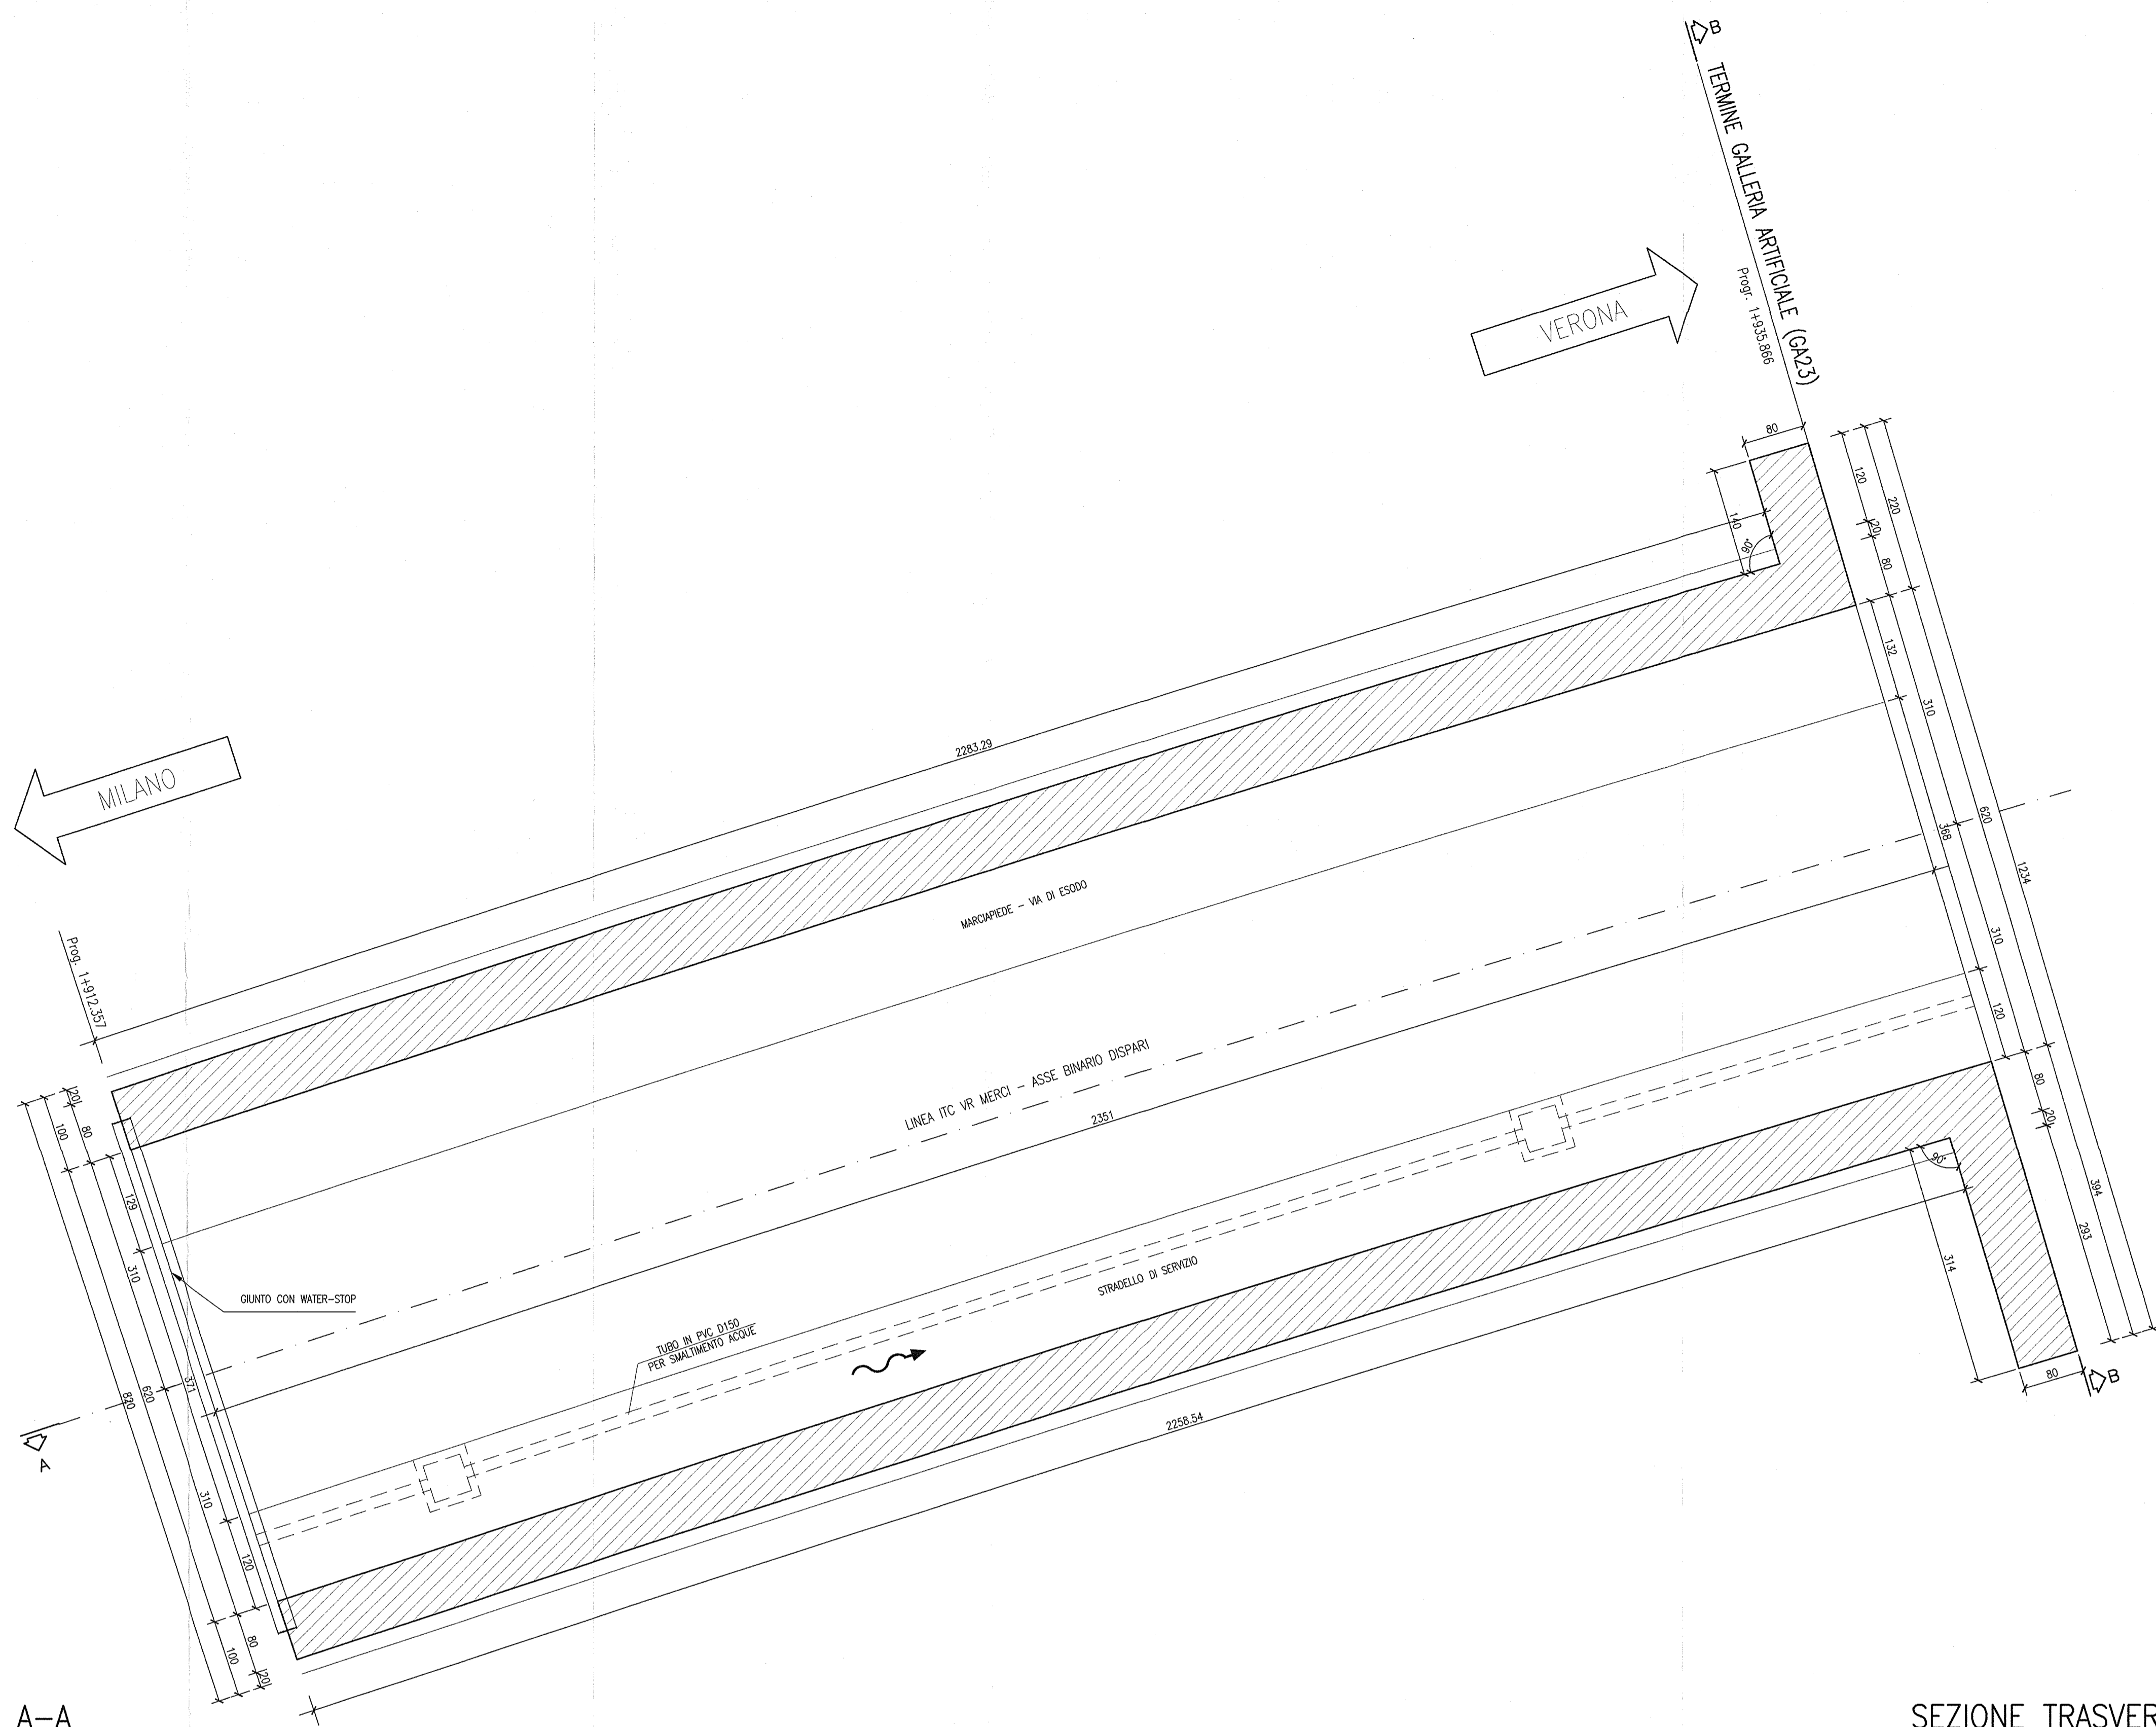 B
TERMINE GALLERIA ARTIFICIALE (GA23)
Progr. 1+935.866
VERONA
MILANO
80
140
90°
120
20
80
220
132
310
368
620
1234
310
120
80
20
394
293
2283.29
MARCIAPIEDE - VIA DI ESODO
LINEA ITC VR MERCI - ASSE BINARIO DISPARI
2351
Prog. 1+912.357
20
80
100
129
310
371
620
820
310
120
80
100
20
GIUNTO CON WATER-STOP
TUBO IN PVC D150
PER SMALTIMENTO ACQUE
STRADELLO DI SERVIZIO
2258.54
90°
314
80
B
A
A-A
SEZIONE TRASVER